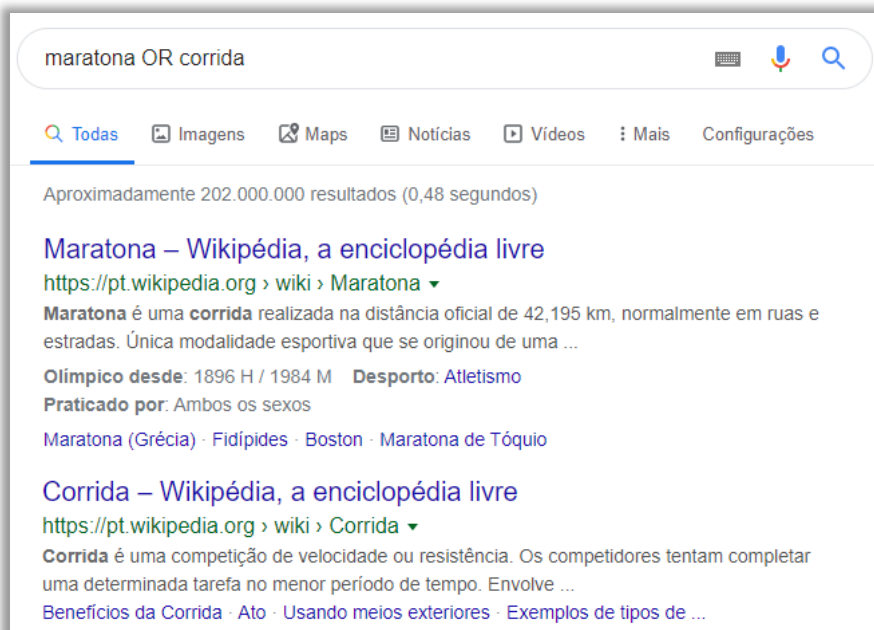 maratona OR corrida
Todas Imagens Maps Notícias Vídeos Mais Configurações
Aproximadamente 202.000.000 resultados (0,48 segundos)
Maratona – Wikipédia, a enciclopédia livre
https://pt.wikipedia.org › wiki › Maratona
Maratona é uma corrida realizada na distância oficial de 42,195 km, normalmente em ruas e
estradas. Única modalidade esportiva que se originou de uma ...
Olímpico desde: 1896 H / 1984 M Desporto: Atletismo
Praticado por: Ambos os sexos
Maratona (Grécia) · Fidípides · Boston · Maratona de Tóquio
Corrida – Wikipédia, a enciclopédia livre
https://pt.wikipedia.org › wiki › Corrida
Corrida é uma competição de velocidade ou resistência. Os competidores tentam completar
uma determinada tarefa no menor período de tempo. Envolve ...
Benefícios da Corrida · Ato · Usando meios exteriores · Exemplos de tipos de ...